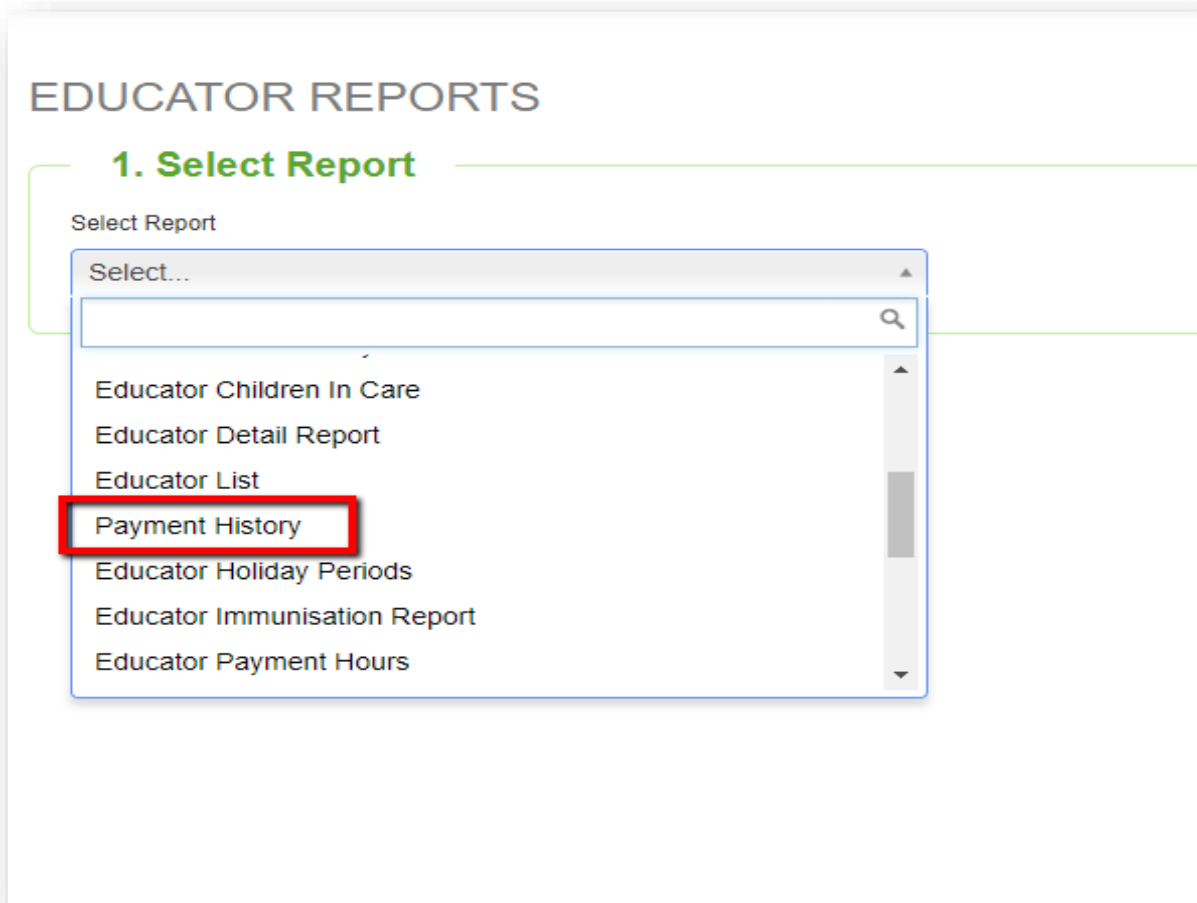 EDUCATOR REPORTS
1. Select Report
Select Report
Select...
Educator Children In Care
Educator Detail Report
Educator List
Payment History
Educator Holiday Periods
Educator Immunisation Report
Educator Payment Hours